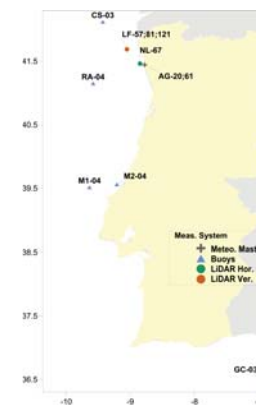 CS-03
LF-57;81;121
NL-67
41.5
RA-04
AG-20;61
40.5
M2-04
M1-04
39.5
Meas. System
Meteo. Mast
38.5
Buoys
LiDAR Hor.
LiDAR Ver.
37.5
GC-03
36.5
-10
-9
-8